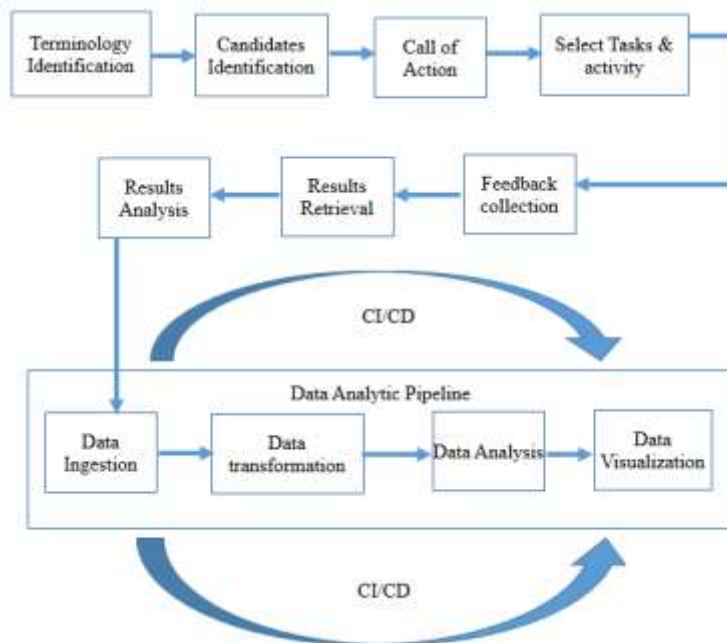 Terminology
Identification
Candidates
Identification
Call of
Action
Select Tasks &
activity
Results
Analysis
Results
Retrieval
Feedback
collection
CI/CD
Data Analytic Pipeline
Data
Ingestion
Data
transformation
Data Analysis
Data
Visualization
CI/CD